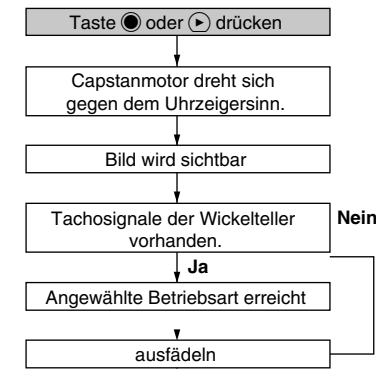 Taste ⏺ oder ▶ drücken
Capstanmotor dreht sich
gegen dem Uhrzeigersinn.
Bild wird sichtbar
Tachosignale der Wickelteller
vorhanden.
Nein
Ja
Angewählte Betriebsart erreicht
ausfädeln